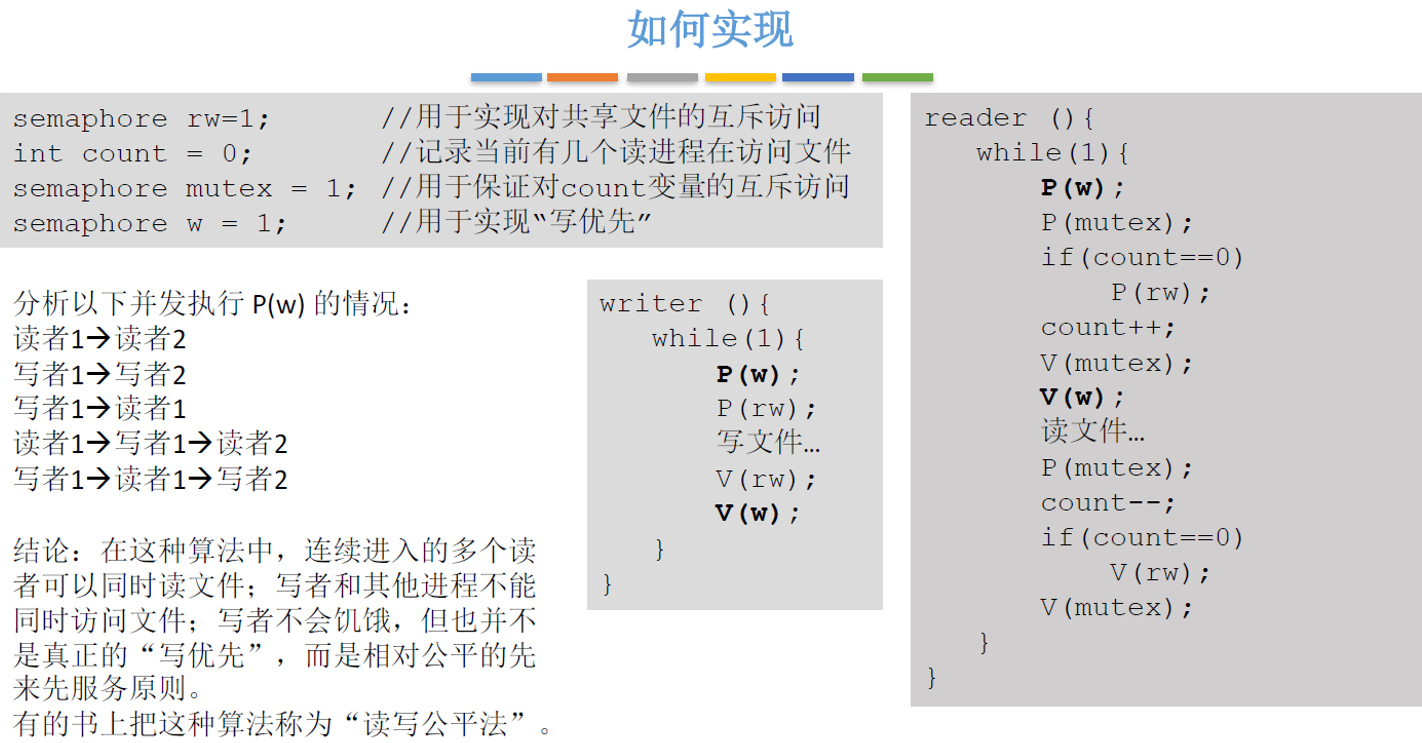 如何实现
semaphore rw=1; //用于实现对共享文件的互斥访问
int count = 0; //记录当前有几个读进程在访问文件
semaphore mutex = 1; //用于保证对count变量的互斥访问
semaphore w = 1; //用于实现“写优先”
分析以下并发执行 P(w) 的情况：
读者1→读者2
写者1→写者2
写者1→读者1
读者1→写者1→读者2
写者1→读者1→写者2
结论：在这种算法中，连续进入的多个读
者可以同时读文件；写者和其他进程不能
同时访问文件；写者不会饥饿，但也并不
是真正的“写优先”，而是相对公平的先
来先服务原则。
有的书上把这种算法称为“读写公平法”。
writer (){
while(1){
P(w);
P(rw);
写文件…
V(rw);
V(w);
}
}
reader (){
while(1){
P(w);
P(mutex);
if(count==0)
P(rw);
count++;
V(mutex);
V(w);
读文件…
P(mutex);
count--;
if(count==0)
V(rw);
V(mutex);
}
}